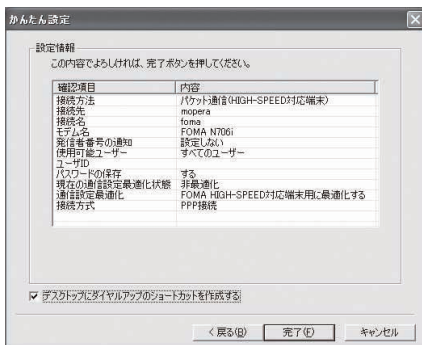 かんたん設定
設定情報
この内容でよろしければ、完了ボタンを押してください。
確認項目 内容
接続方法 パケット通信(HIGH-SPEED対応端末)
接続先 mopera
接続名 foma
モデム名 FOMA N706i
発信者番号の通知 設定しない
使用可能ユーザー すべてのユーザー
ユーザID
パスワードの保存 する
現在の通信設定最適化状態 非最適化
通信設定最適化 FOMA HIGH-SPEED対応端末用に最適化する
接続方式 PPP接続
デスクトップにダイヤルアップのショートカットを作成する
< 戻る(B) 完了(F) キャンセル